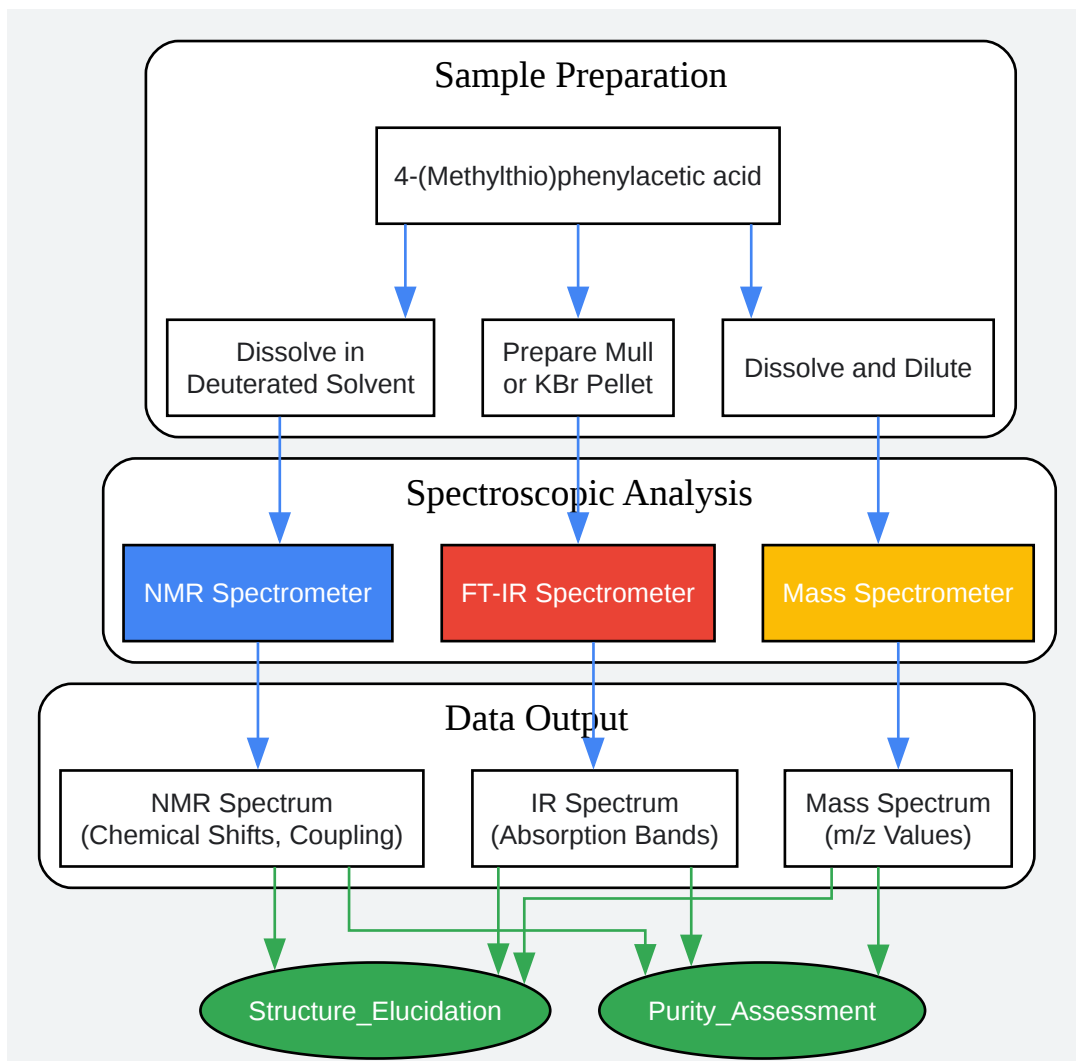 Sample Preparation
4-(Methylthio)phenylacetic acid
Dissolve in
Deuterated Solvent
Prepare Mull
or KBr Pellet
Dissolve and Dilute
Spectroscopic Analysis
NMR Spectrometer
FT-IR Spectrometer
Mass Spectrometer
Data Output
NMR Spectrum
(Chemical Shifts, Coupling)
IR Spectrum
(Absorption Bands)
Mass Spectrum
(m/z Values)
Structure_Elucidation
Purity_Assessment